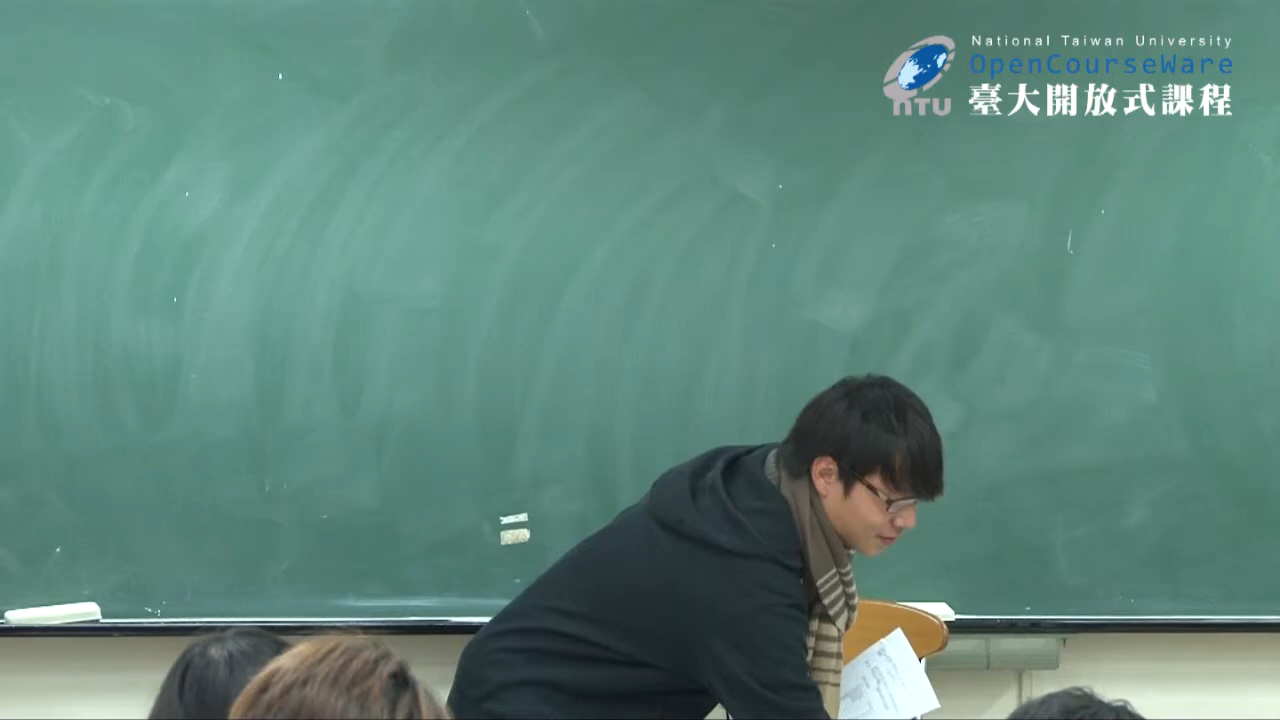 National Taiwan University
OpenCourseWare
臺大開放式課程
NTU